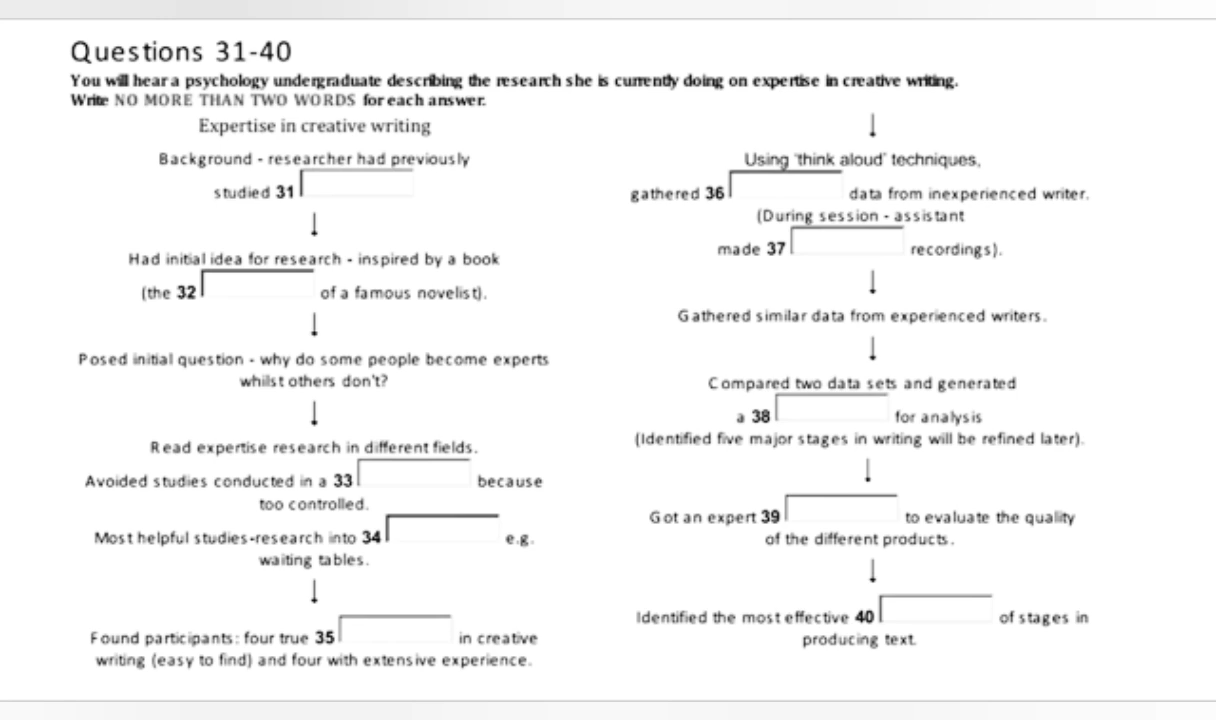 Questions 31-40
You will hear a psychology undergraduate describing the research she is currently doing on expertise in creative writing.
Write NO MORE THAN TWO WORDS for each answer.
Expertise in creative writing
Background - researcher had previously
studied 31
Had initial idea for research - inspired by a book
(the 32 of a famous novelist).
Posed initial question - why do some people become experts
whilst others don't?
Read expertise research in different fields.
Avoided studies conducted in a 33 because
too controlled.
Most helpful studies-research into 34 e.g.
waiting tables.
Found participants: four true 35 in creative
writing (easy to find) and four with extensive experience.
Using 'think aloud' techniques,
gathered 36 data from inexperienced writer.
(During session - assistant
made 37 recordings).
Gathered similar data from experienced writers.
Compared two data sets and generated
a 38 for analysis
(Identified five major stages in writing will be refined later).
Got an expert 39 to evaluate the quality
of the different products.
Identified the most effective 40 of stages in
producing text.